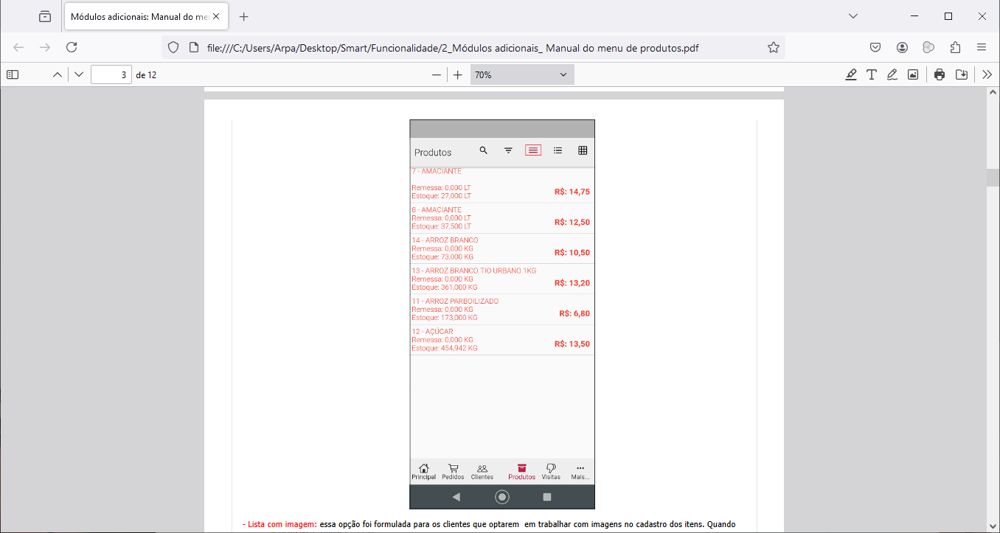 Módulos adicionais: Manual do me
file:///C:/Users/Arpa/Desktop/Smart/Funcionalidade/2_Módulos adicionais_ Manual do menu de produtos.pdf
3 de 12
70%
Produtos
7 - AMACIANTE
Remessa: 0,000 LT
Estoque: 27,000 LT
R$: 14,75
8 - AMACIANTE
Remessa: 0,000 LT
Estoque: 37,500 LT
R$: 12,50
14 - ARROZ BRANCO
Remessa: 0,000 KG
Estoque: 73,000 KG
R$: 10,50
13 - ARROZ BRANCO TIO URBANO 1KG
Remessa: 0,000 KG
Estoque: 361,000 KG
R$: 13,20
11 - ARROZ PARBOILIZADO
Remessa: 0,000 KG
Estoque: 173,000 KG
R$: 6,80
12 - AÇÚCAR
Remessa: 0,000 KG
Estoque: 454,942 KG
R$: 13,50
Principal Pedidos Clientes Produtos Visitas Mais...
- Lista com imagem: essa opção foi formulada para os clientes que optarem em trabalhar com imagens no cadastro dos itens. Quando